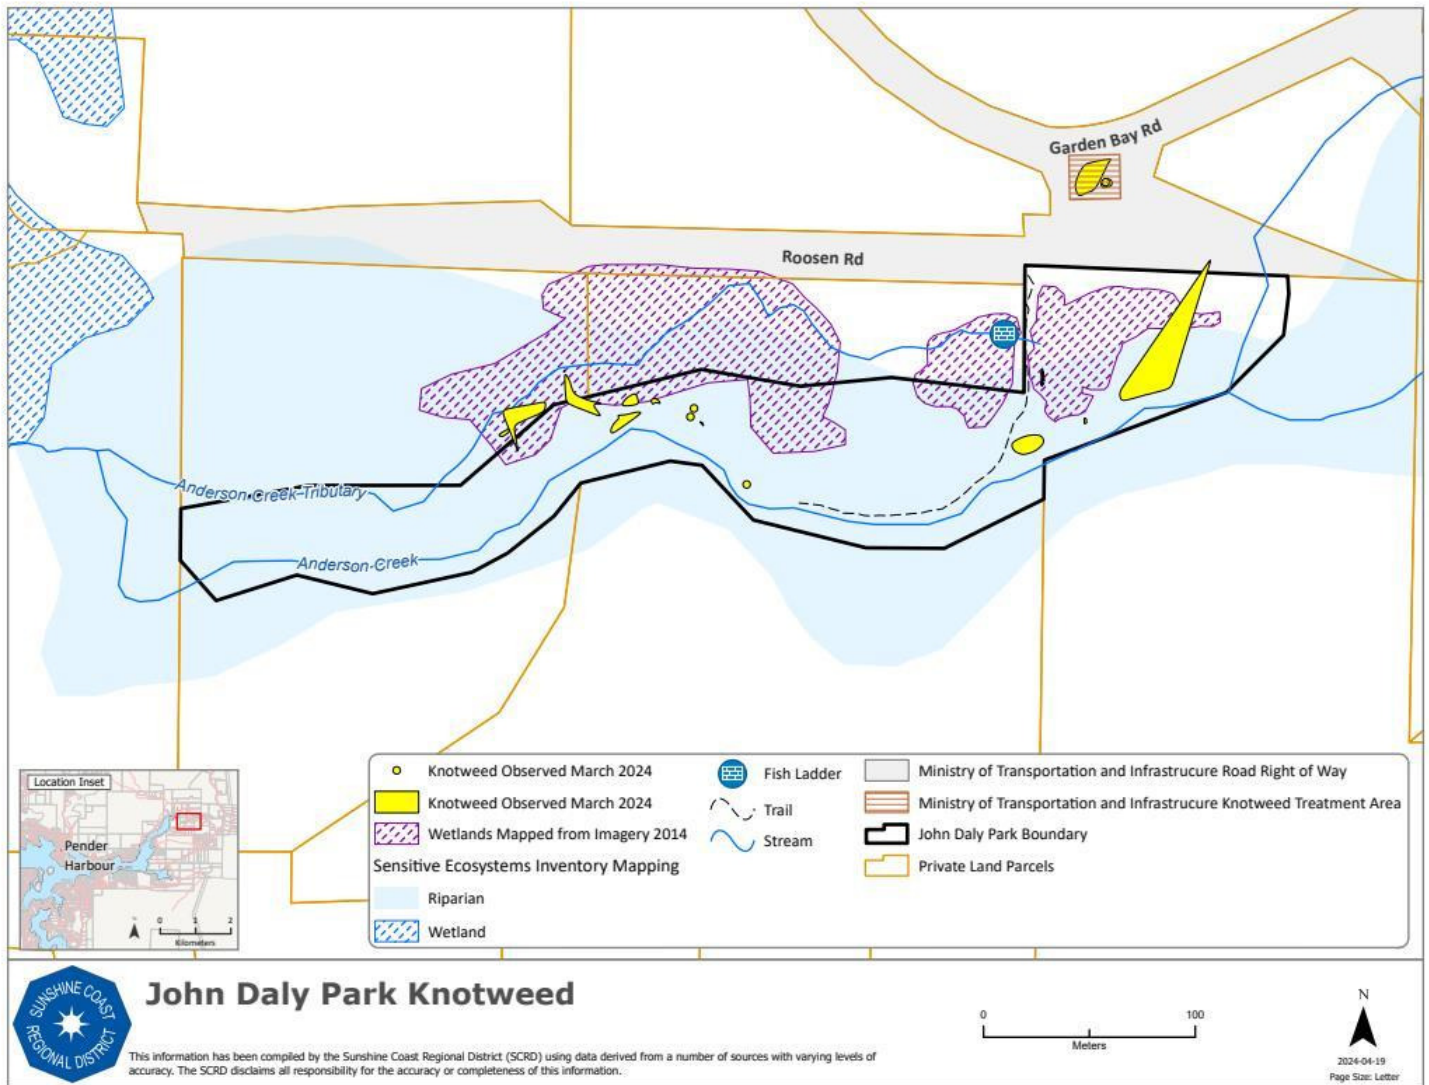 Garden Bay Rd
Roosen Rd
Anderson-Creek-Tributary
Anderson-Creek
Location Inset
Pender
Harbour
N
0 1 2
Kilometers
Knotweed Observed March 2024
Knotweed Observed March 2024
Wetlands Mapped from Imagery 2014
Sensitive Ecosystems Inventory Mapping
Riparian
Wetland
Fish Ladder
Trail
Stream
Ministry of Transportation and Infrastrucure Road Right of Way
Ministry of Transportation and Infrastrucure Knotweed Treatment Area
John Daly Park Boundary
Private Land Parcels
SUNSHINE COAST
REGIONAL DISTRICT
John Daly Park Knotweed
This information has been compiled by the Sunshine Coast Regional District (SCRD) using data derived from a number of sources with varying levels of
accuracy. The SCRD disclaims all responsibility for the accuracy or completeness of this information.
0 100
Meters
N
2024-04-19
Page Size: Letter